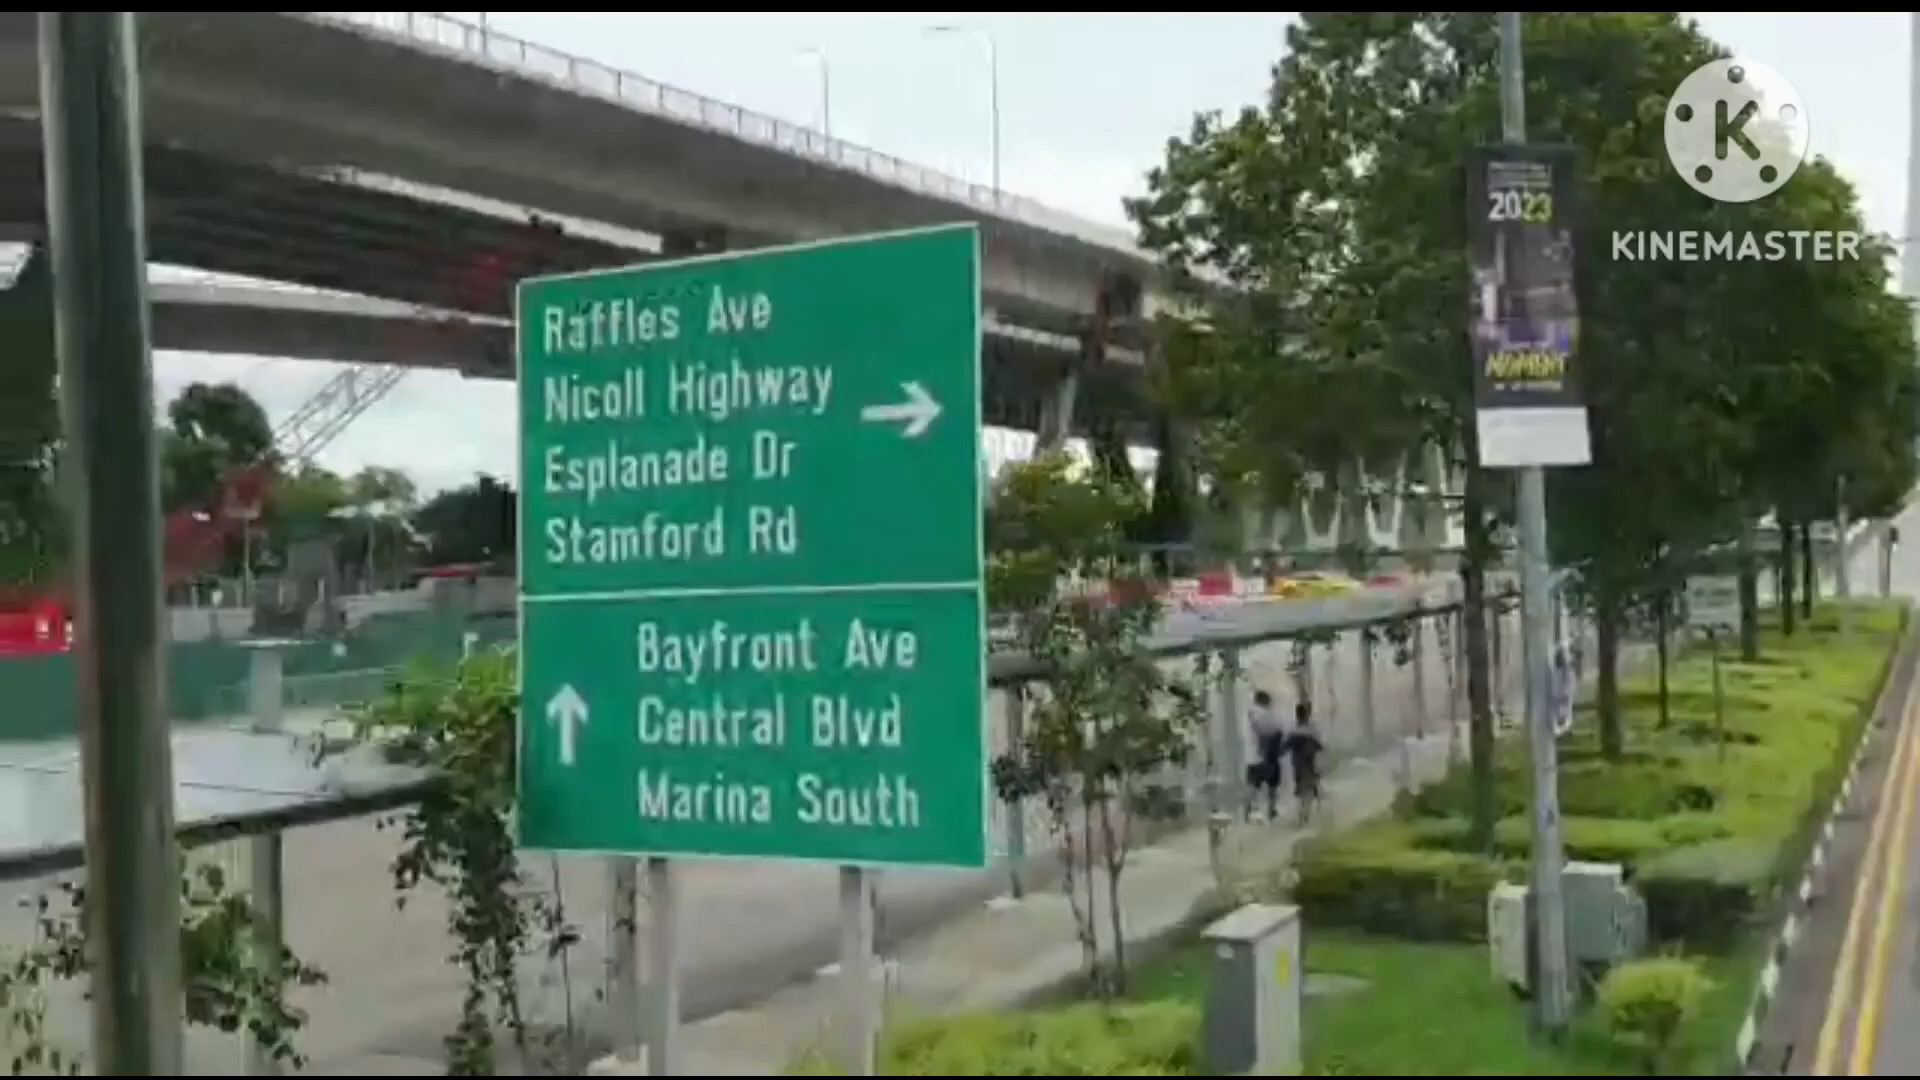 Raffles Ave
Nicoll Highway
Esplanade Dr
Stamford Rd
Bayfront Ave
Central Blvd
Marina South
2023
K
KINEMASTER